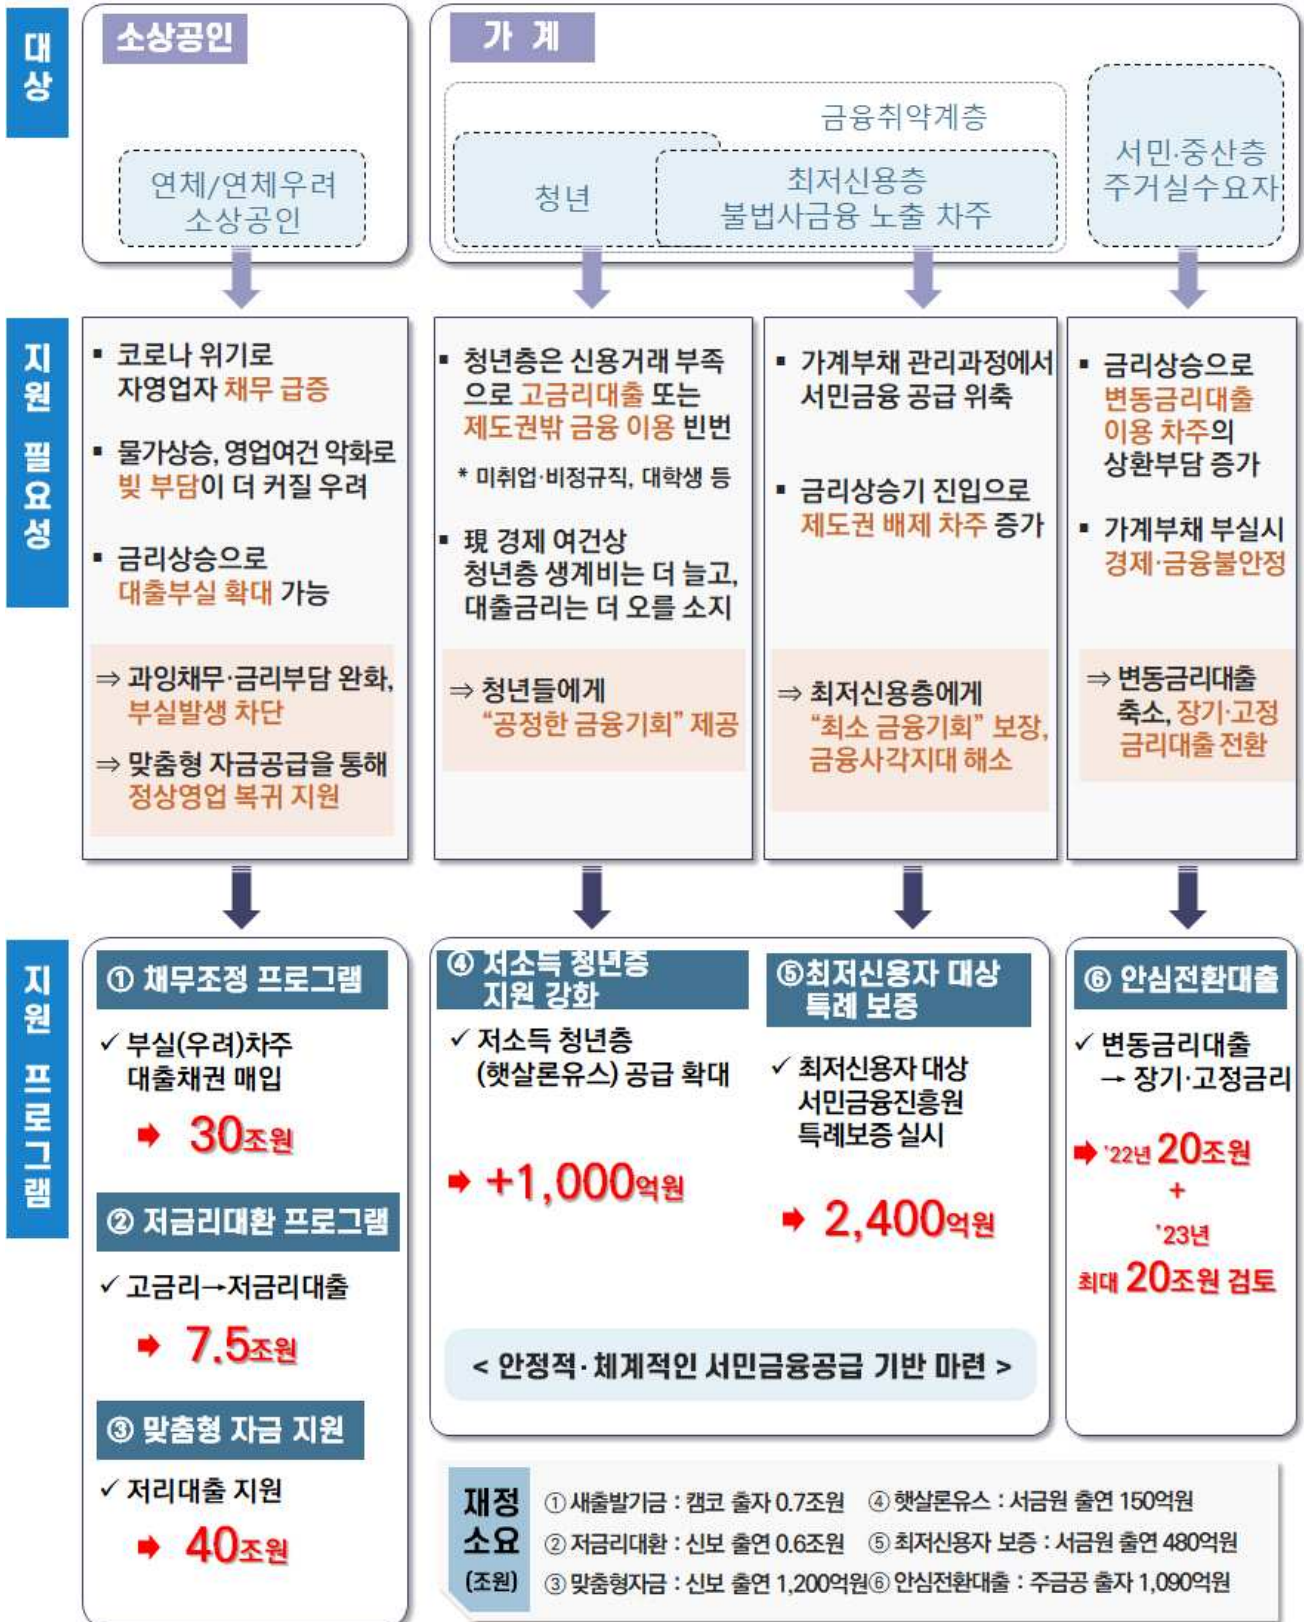 대상
소상공인
연체/연체우려
소상공인
가 계
금융취약계층
청년
최저신용층
불법사금융 노출 차주
서민·중산층
주거실수요자
지원 필요성
▪ 코로나 위기로
자영업자 채무 급증
▪ 물가상승, 영업여건 악화로
빚 부담이 더 커질 우려
▪ 금리상승으로
대출부실 확대 가능
⇒ 과잉채무·금리부담 완화,
부실발생 차단
⇒ 맞춤형 자금공급을 통해
정상영업 복귀 지원
▪ 청년층은 신용거래 부족
으로 고금리대출 또는
제도권밖 금융 이용 빈번
* 미취업·비정규직, 대학생 등
▪ 現 경제 여건상
청년층 생계비는 더 늘고,
대출금리는 더 오를 소지
⇒ 청년들에게
“공정한 금융기회” 제공
▪ 가계부채 관리과정에서
서민금융 공급 위축
▪ 금리상승기 진입으로
제도권 배제 차주 증가
⇒ 최저신용층에게
“최소 금융기회” 보장,
금융사각지대 해소
▪ 금리상승으로
변동금리대출
이용 차주의
상환부담 증가
▪ 가계부채 부실시
경제·금융불안정
⇒ 변동금리대출
축소, 장기·고정
금리대출 전환
지원 프로그램
① 채무조정 프로그램
✓ 부실(우려)차주
대출채권 매입
➡ 30조원
② 저금리대환 프로그램
✓ 고금리→저금리대출
➡ 7.5조원
③ 맞춤형 자금 지원
✓ 저리대출 지원
➡ 40조원
④ 저소득 청년층
지원 강화
✓ 저소득 청년층
(햇살론유스) 공급 확대
➡ +1,000억원
⑤최저신용자 대상
특례 보증
✓ 최저신용자 대상
서민금융진흥원
특례보증 실시
➡ 2,400억원
< 안정적·체계적인 서민금융공급 기반 마련 >
⑥ 안심전환대출
✓ 변동금리대출
→ 장기·고정금리
➡ '22년 20조원
+
'23년
최대 20조원 검토
재정
소요
(조원)
① 새출발기금 : 캠코 출자 0.7조원 ④ 햇살론유스 : 서금원 출연 150억원
② 저금리대환 : 신보 출연 0.6조원 ⑤ 최저신용자 보증 : 서금원 출연 480억원
③ 맞춤형자금 : 신보 출연 1,200억원 ⑥ 안심전환대출 : 주금공 출자 1,090억원